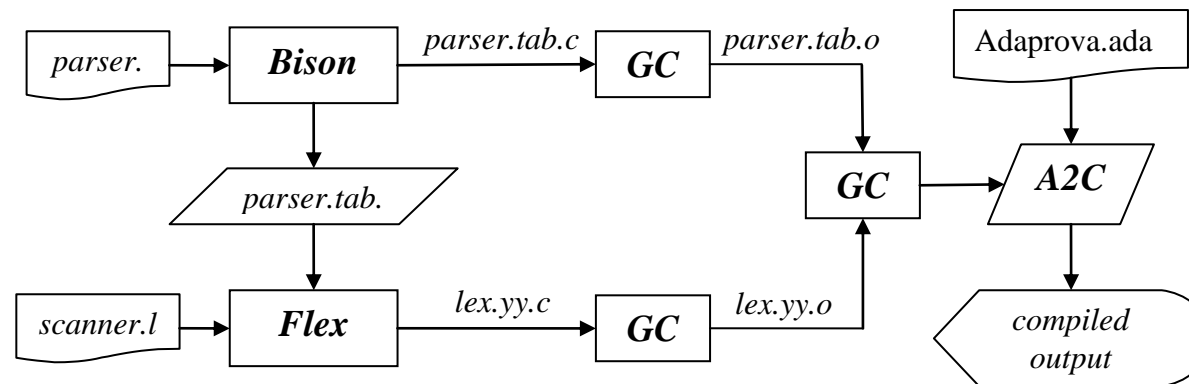 parser.
Bison
parser.tab.c
GC
parser.tab.o
Adaprova.ada
parser.tab.
GC
A2C
scanner.l
Flex
lex.yy.c
GC
lex.yy.o
compiled
output